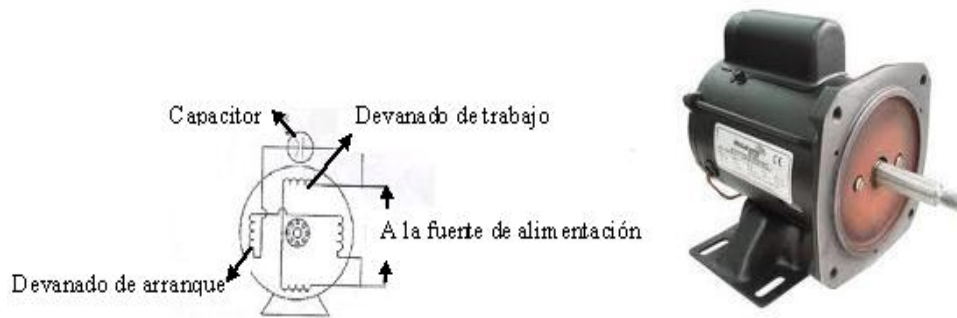 Capacitor
Devanado de trabajo
A la fuente de alimentación
Devanado de arranque